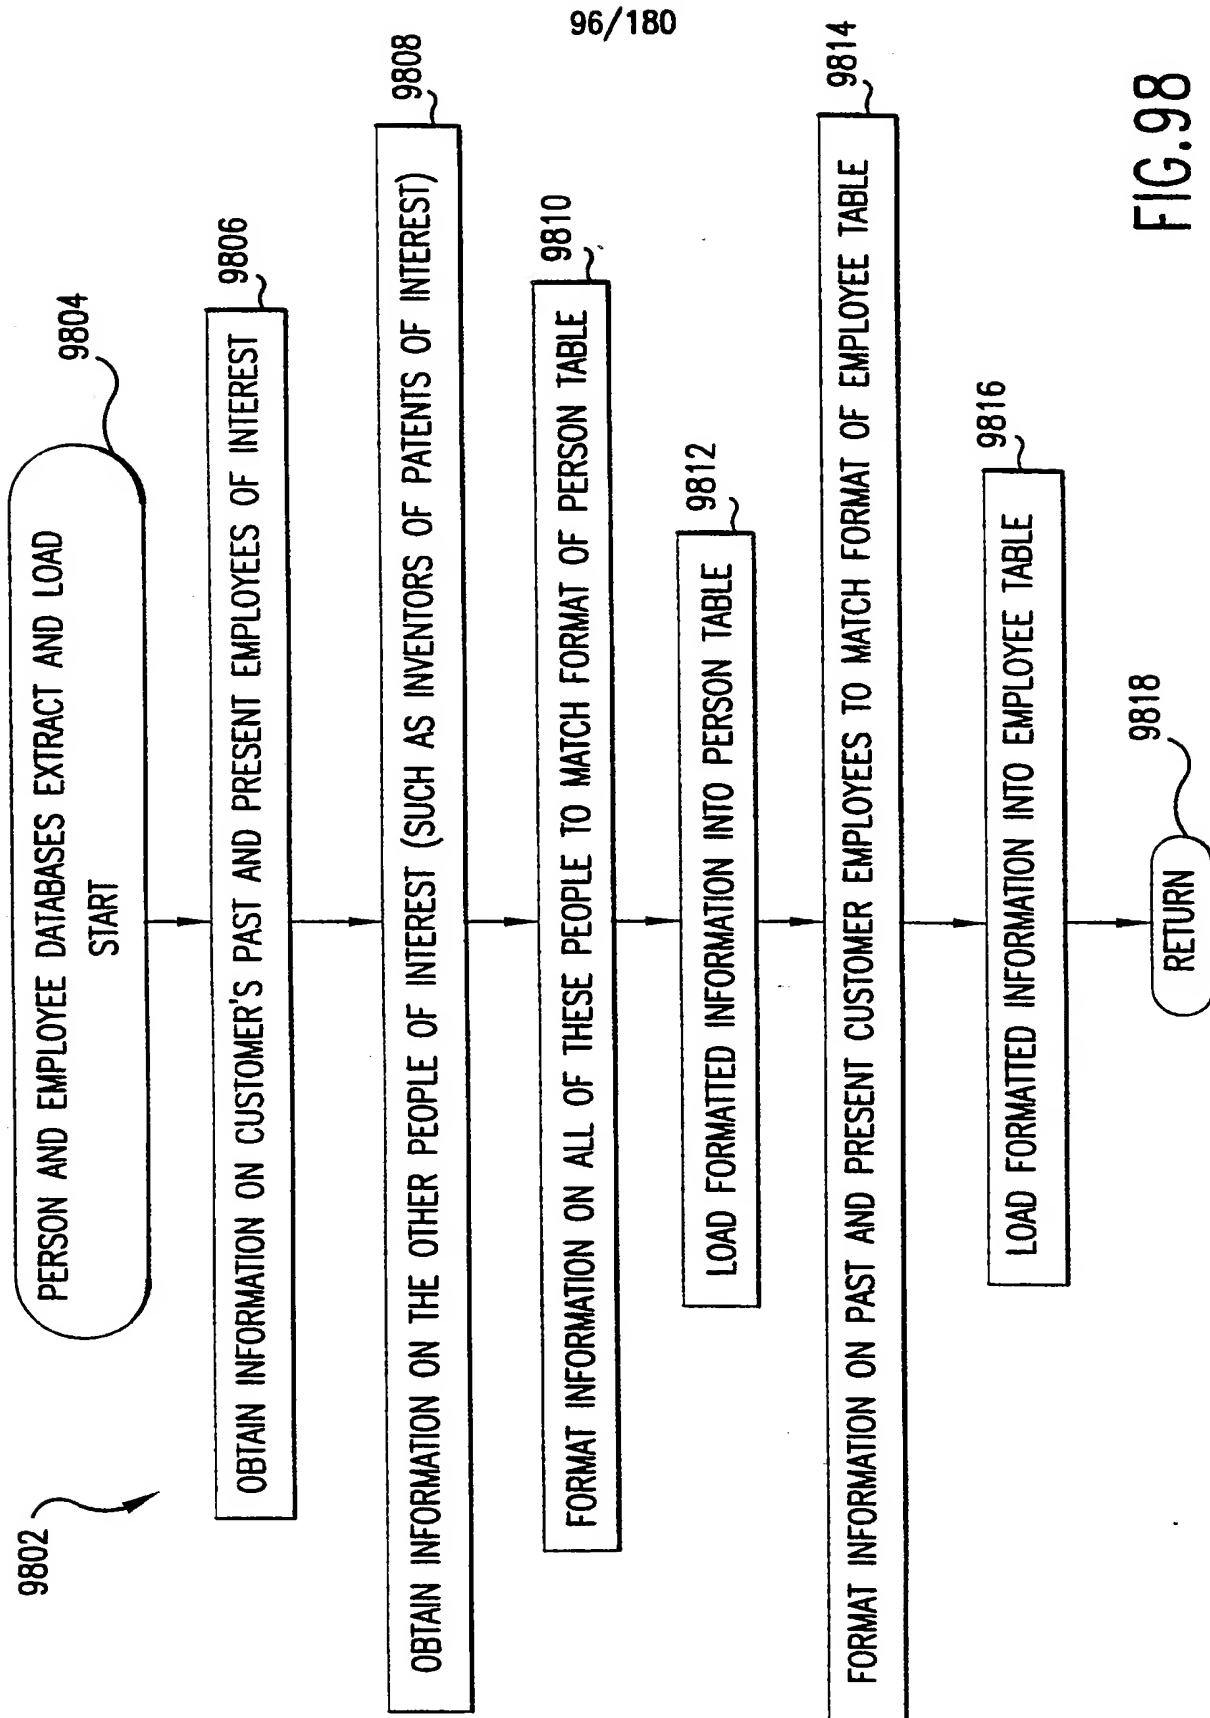 96/180
9802
PERSON AND EMPLOYEE DATABASES EXTRACT AND LOAD
START
9804
OBTAIN INFORMATION ON CUSTOMER'S PAST AND PRESENT EMPLOYEES OF INTEREST
9806
OBTAIN INFORMATION ON THE OTHER PEOPLE OF INTEREST (SUCH AS INVENTORS OF PATENTS OF INTEREST)
9808
FORMAT INFORMATION ON ALL OF THESE PEOPLE TO MATCH FORMAT OF PERSON TABLE
9810
LOAD FORMATTED INFORMATION INTO PERSON TABLE
9812
FORMAT INFORMATION ON PAST AND PRESENT CUSTOMER EMPLOYEES TO MATCH FORMAT OF EMPLOYEE TABLE
9814
LOAD FORMATTED INFORMATION INTO EMPLOYEE TABLE
9816
RETURN
9818
FIG.98